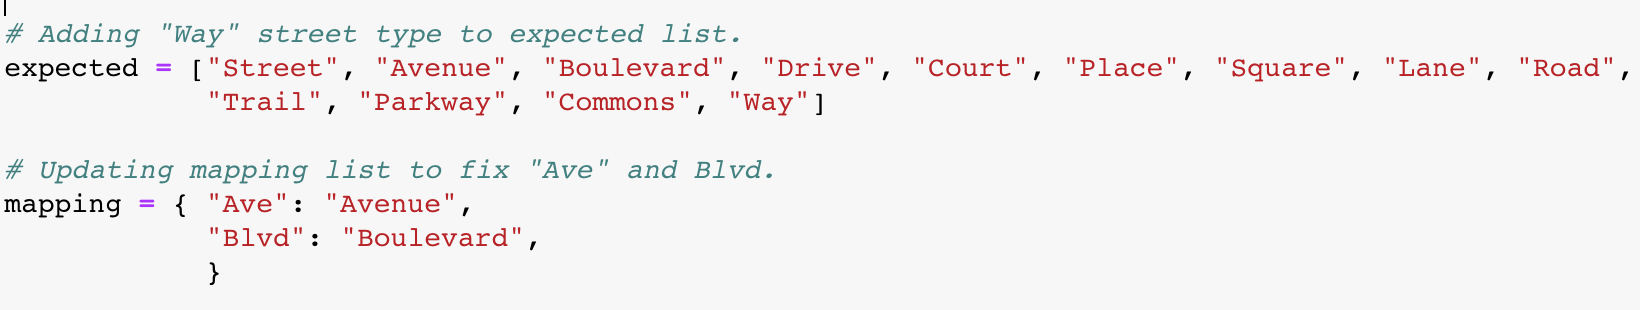 # Adding "Way" street type to expected list.
expected = ["Street", "Avenue", "Boulevard", "Drive", "Court", "Place", "Square", "Lane", "Road",
"Trail", "Parkway", "Commons", "Way"]
# Updating mapping list to fix "Ave" and Blvd.
mapping = { "Ave": "Avenue",
"Blvd": "Boulevard",
}